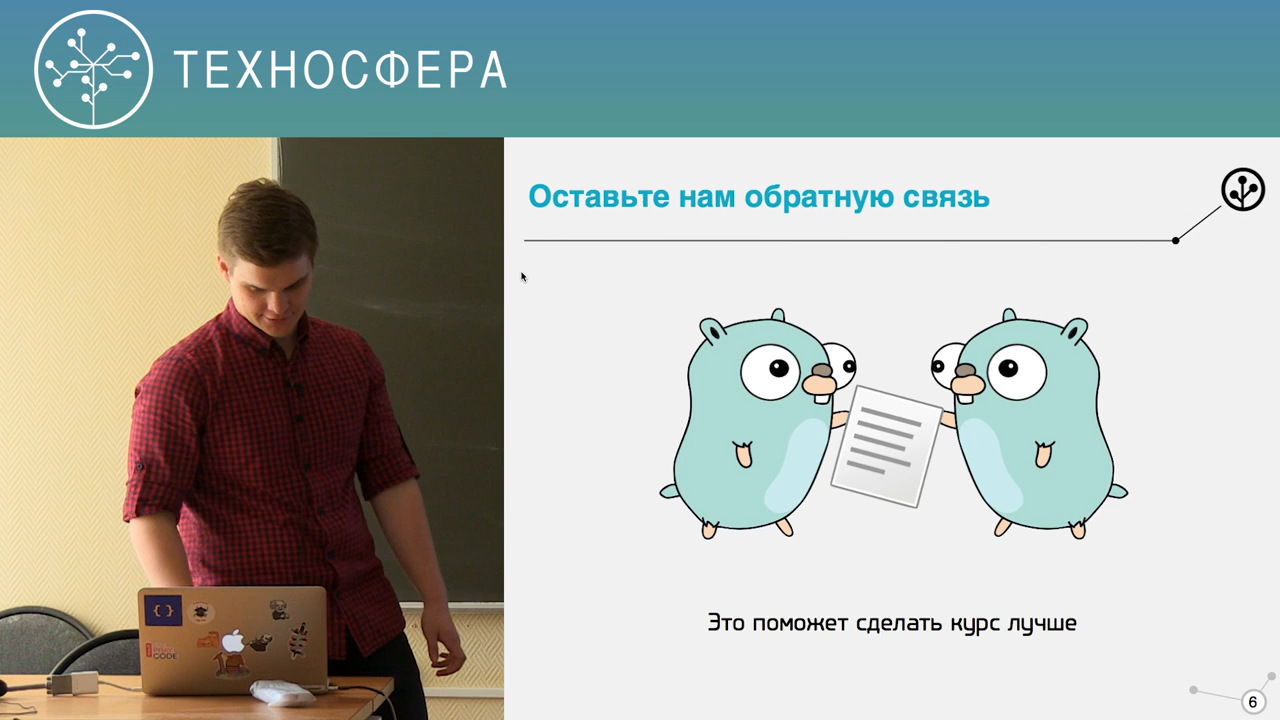 ТЕХНОСФЕРА
Оставьте нам обратную связь
Это поможет сделать курс лучше
6
{ }
CODE